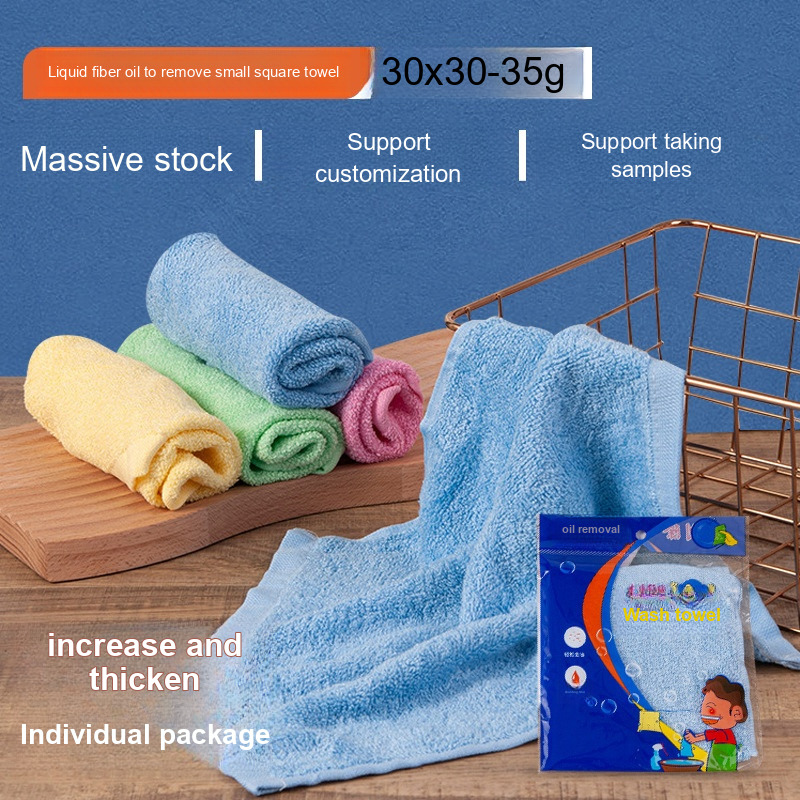 Liquid fiber oil to remove small square towel
30x30-35g
Massive stock
Support
customization
Support taking
samples
oil removal
Wash towel
increase and
thicken
Individual package